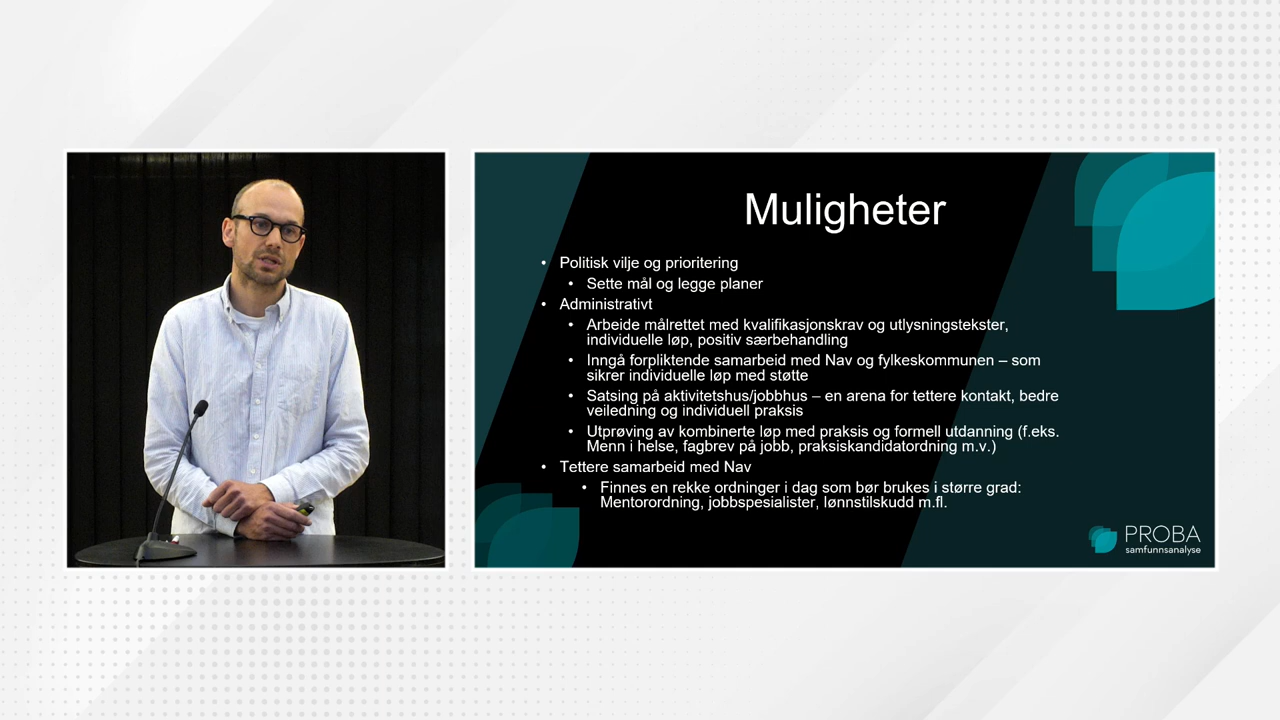 Muligheter
• Politisk vilje og prioritering
• Sette mål og legge planer
• Administrativt
• Arbeide målrettet med kvalifikasjonskrav og utlysningstekster,
individuelle løp, positiv særbehandling
• Inngå forpliktende samarbeid med Nav og fylkeskommunen – som
sikrer individuelle løp med støtte
• Satsing på aktivitetshus/jobbhus – en arena for tettere kontakt, bedre
veiledning og individuell praksis
• Utprøving av kombinerte løp med praksis og formell utdanning (f.eks.
Menn i helse, fagbrev på jobb, praksiskandidatordning m.v.)
• Tettere samarbeid med Nav
• Finnes en rekke ordninger i dag som bør brukes i større grad:
Mentorordning, jobbspesialister, lønnstilskudd m.fl.
PROBA
samfunnsanalyse